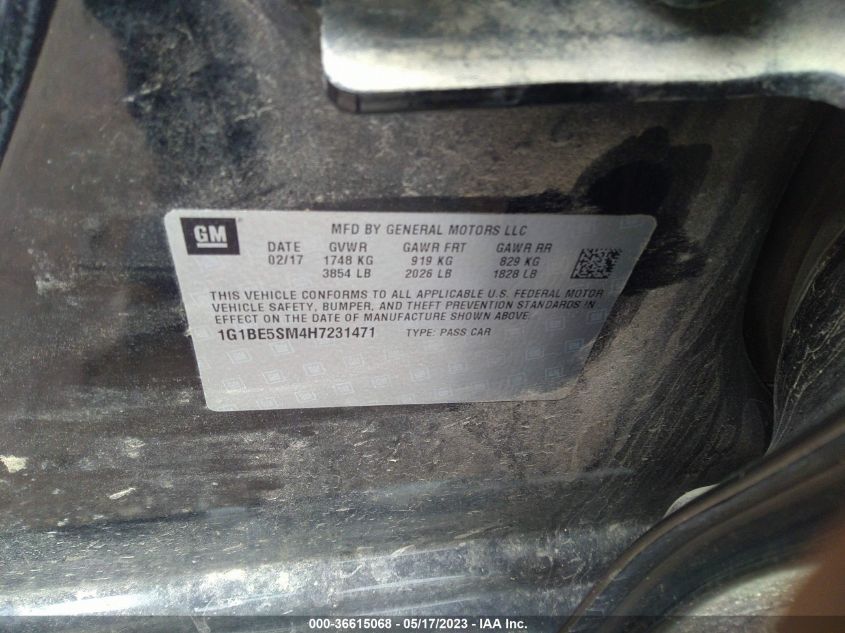 GM
MFD BY GENERAL MOTORS LLC
DATE GVWR GAWR FRT GAWR RR
02/17 1748 KG 919 KG 829 KG
3854 LB 2026 LB 1828 LB
THIS VEHICLE CONFORMS TO ALL APPLICABLE U.S. FEDERAL MOTOR
VEHICLE SAFETY, BUMPER, AND THEFT PREVENTION STANDARDS IN
EFFECT ON THE DATE OF MANUFACTURE SHOWN ABOVE.
1G1BE5SM4H7231471 TYPE: PASS CAR
000-36615068 - 05/17/2023 - IAA Inc.